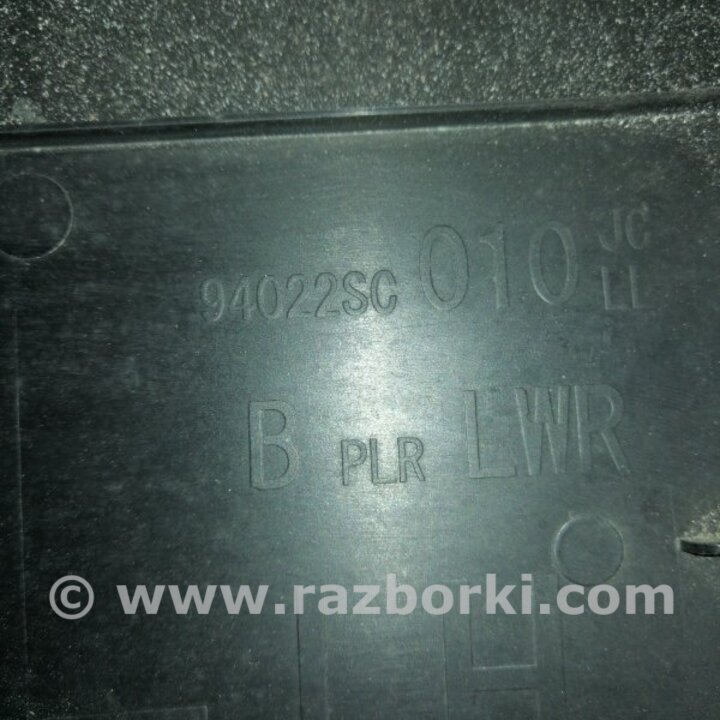 94022SC 010 JC LI
B PLR LWR
© www.razborki.com